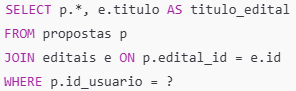 SELECT p.*, e.titulo AS titulo_edital
FROM propostas p
JOIN editais e ON p.edital_id = e.id
WHERE p.id_usuario = ?